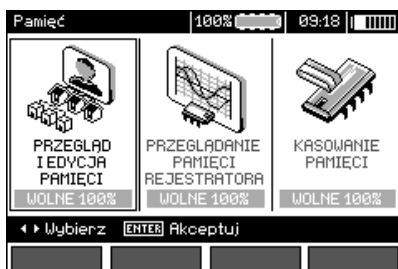 Pamięć 100% 09:18
PRZEGLĄD
I EDYCJA
PAMIĘCI
WOLNE 100%
PRZEGLĄDANIE
PAMIĘCI
REJESTRATORA
WOLNE 100%
KASOWANIE
PAMIĘCI
WOLNE 100%
Wybierz ENTER Akceptuj